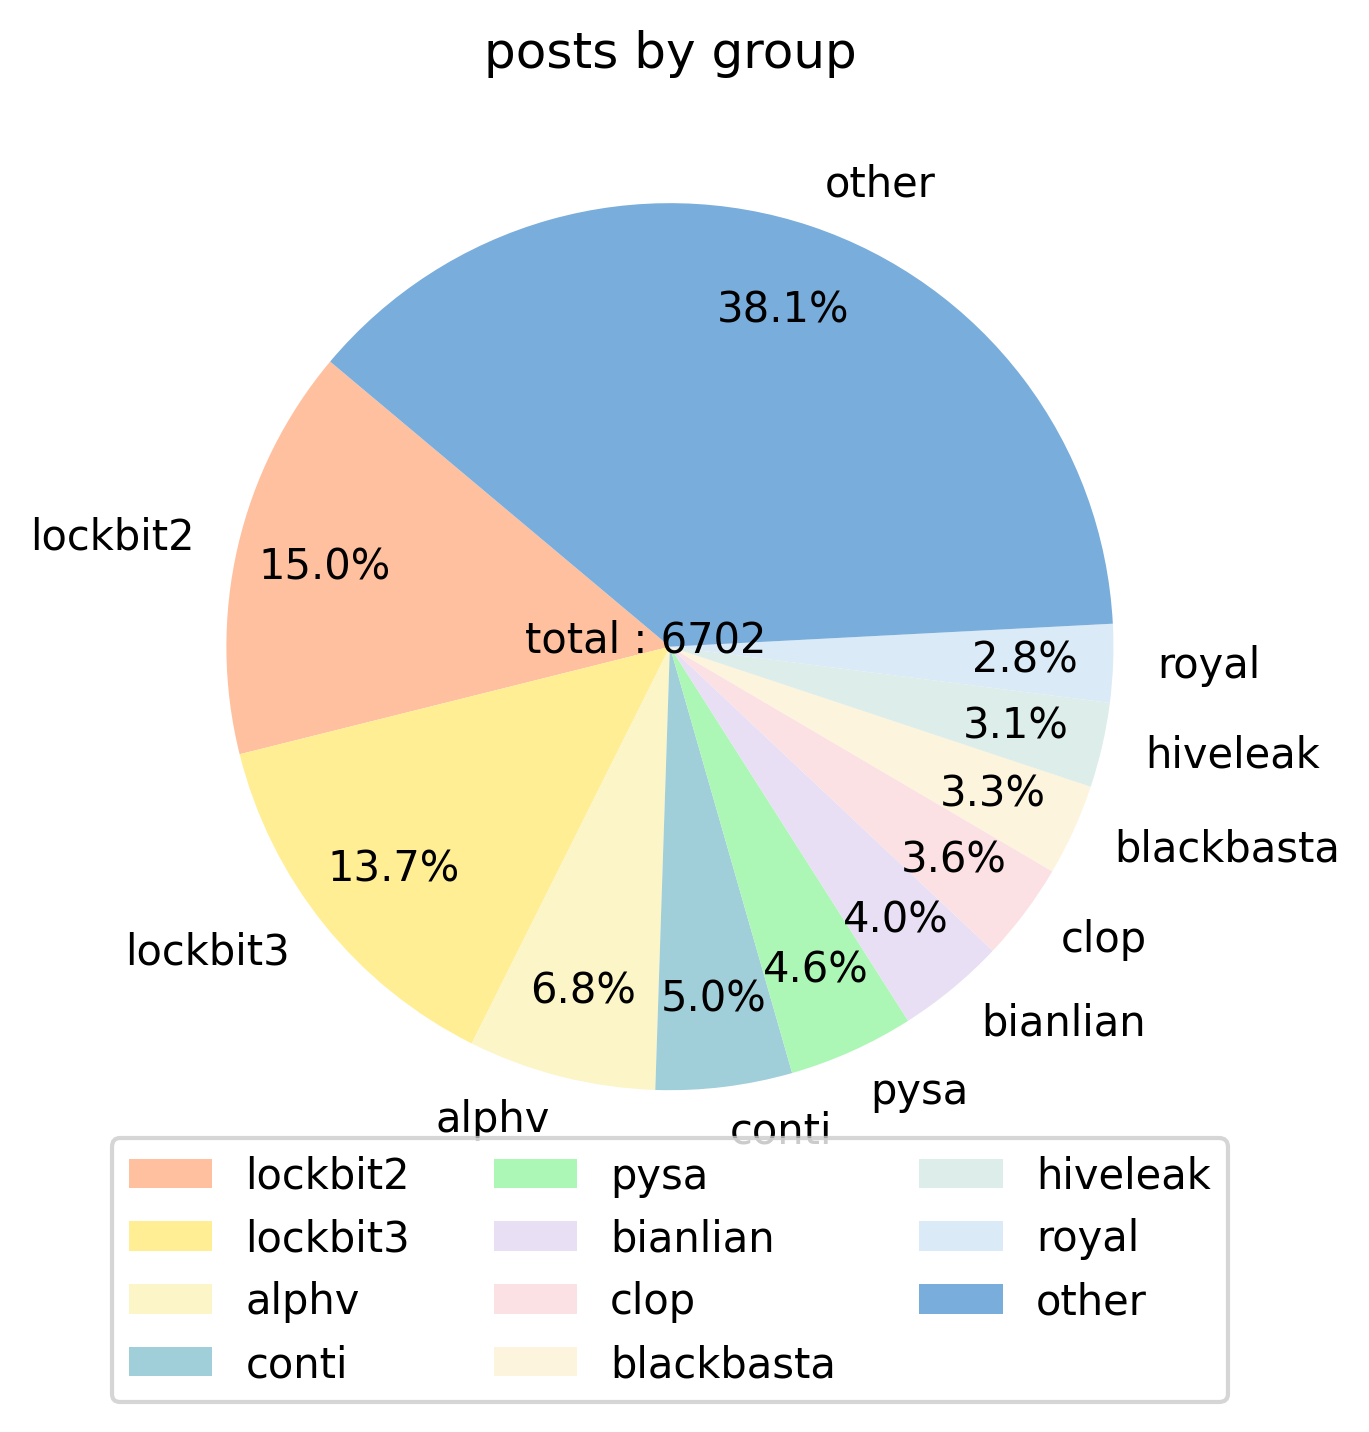 posts by group
other
38.1%
lockbit2
15.0%
total : 6702
2.8%
royal
3.1%
hiveleak
3.3%
blackbasta
3.6%
clop
4.0%
bianlian
4.6%
pysa
5.0%
conti
6.8%
alphv
13.7%
lockbit3
lockbit2
lockbit3
alphv
conti
pysa
bianlian
clop
blackbasta
hiveleak
royal
other